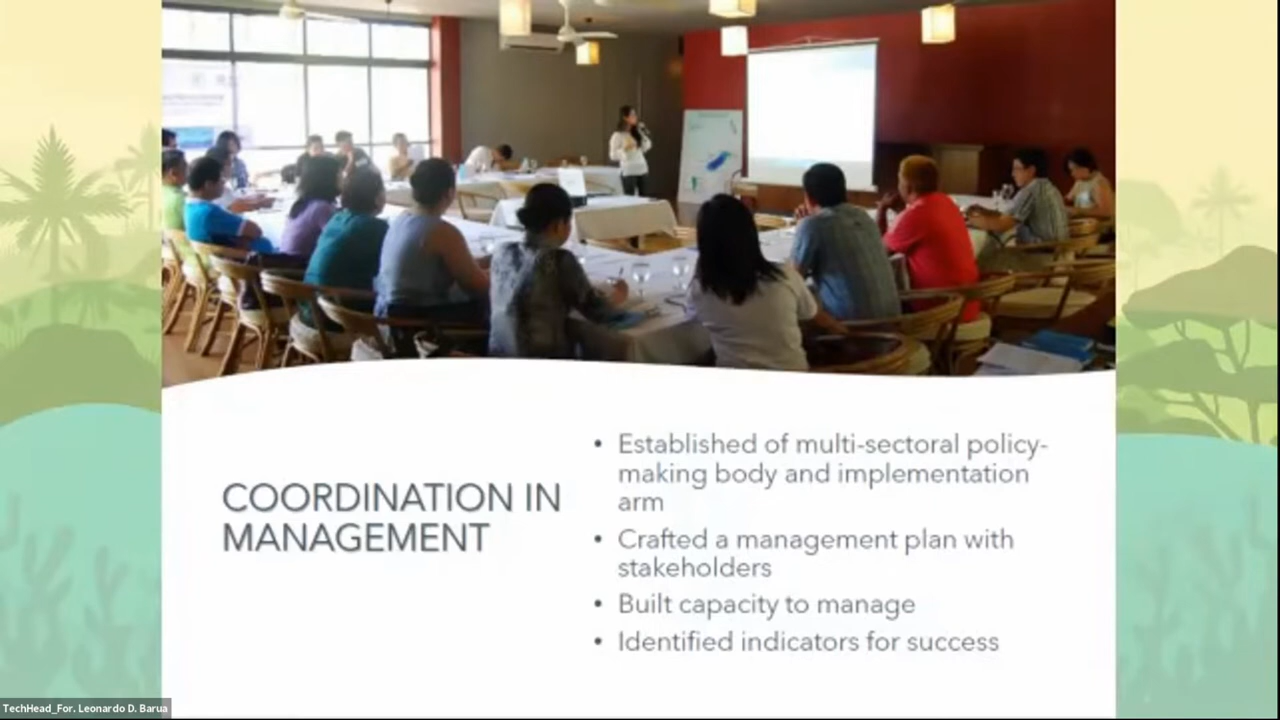 COORDINATION IN
MANAGEMENT
• Established of multi-sectoral policy-
making body and implementation
arm
• Crafted a management plan with
stakeholders
• Built capacity to manage
• Identified indicators for success
TechHead_For. Leonardo D. Barua